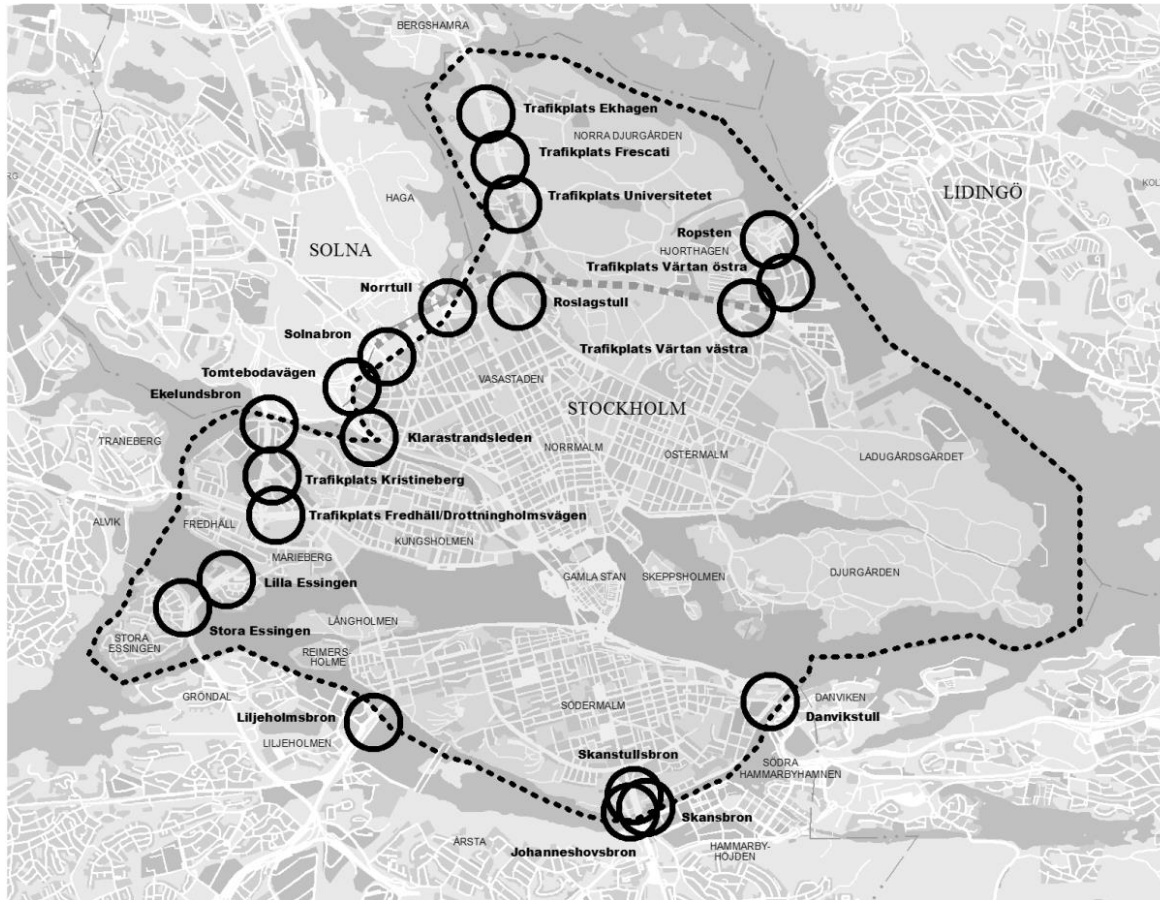 BERGSHAMRA
Trafikplats Ekhagen
NORRA DJURGÅRDEN
Trafikplats Frescati
Trafikplats Universitetet
HAGA
LIDINGÖ
SOLNA
Ropsten
HJORTHAGEN
Trafikplats Värtan östra
Norrtull
Roslagstull
Solnabron
Trafikplats Värtan västra
Tomtebodavägen
VASASTADEN
Ekelundsbron
STOCKHOLM
TRANEBERG
Klarastrandsleden
NORRMALM
ÖSTERMALM
LADUGÅRDSGÄRDET
Trafikplats Kristineberg
ALVIK
FREDHÄLL
Trafikplats Fredhäll/Drottningholmsvägen
KUNGSHOLMEN
MARIEBERG
Lilla Essingen
GAMLA STAN
SKEPPSHOLMEN
DJURGÅRDEN
LÅNGHOLMEN
Stora Essingen
STORA
ESSINGEN
REIMERS-
HOLME
GRÖNDAL
DANVIKEN
SÖDERMALM
Danvikstull
Liljeholmsbron
LILJEHOLMEN
Skanstullsbron
SÖDRA
HAMMARBYHAMNEN
Skansbron
ÅRSTA
Johanneshovsbron
HAMMARBY-
HÖJDEN